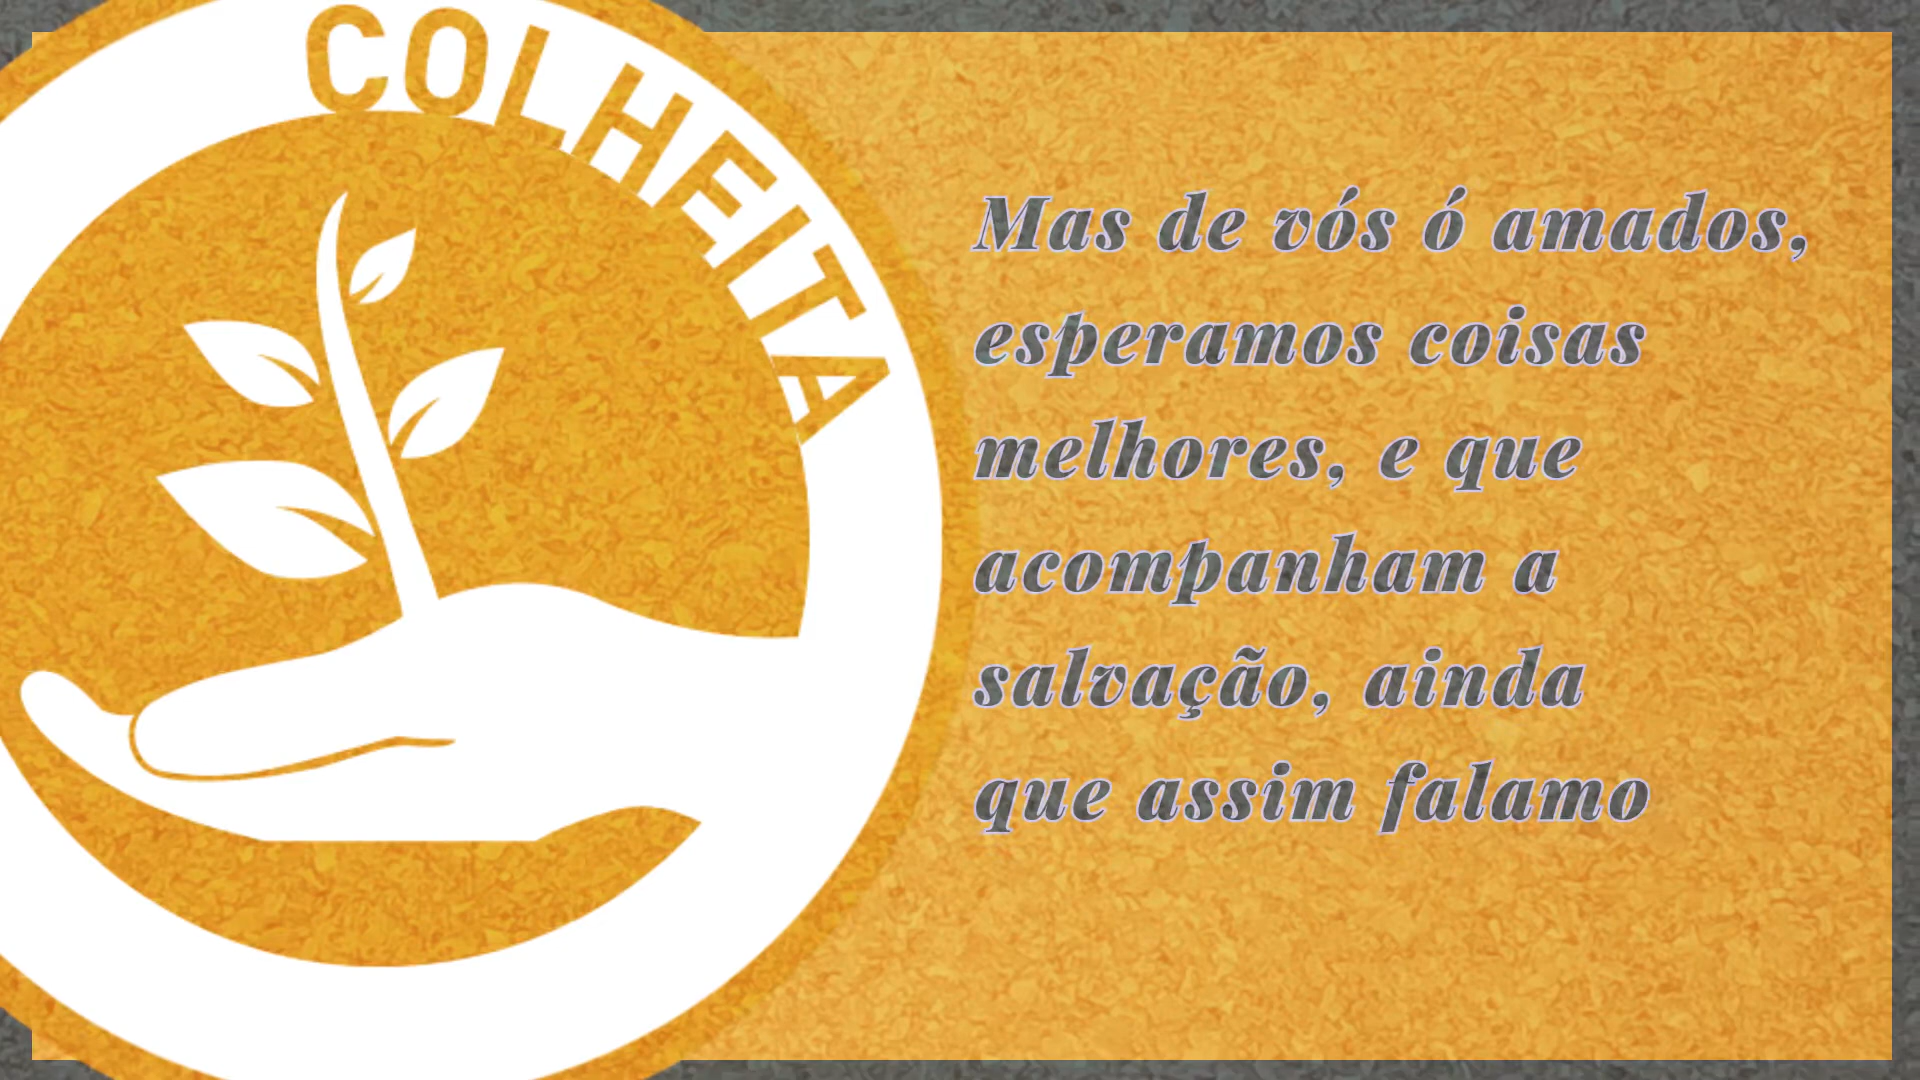 COLHEITA
Mas de vós ó amados,
esperamos coisas
melhores, e que
acompanham a
salvação, ainda
que assim falamo